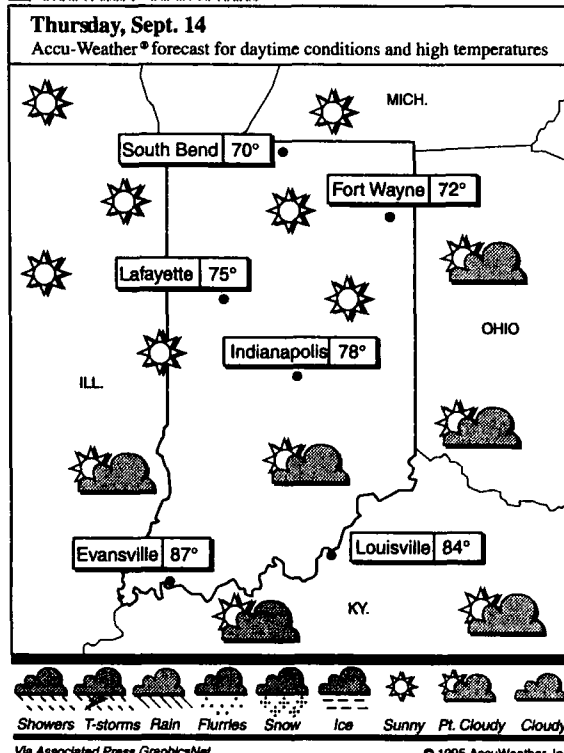 Thursday, Sept. 14
Accu-Weather® forecast for daytime conditions and high temperatures
MICH.
South Bend 70°
Fort Wayne 72°
Lafayette 75°
OHIO
Indianapolis 78°
ILL.
Evansville 87°
Louisville 84°
KY.
Showers T-storms Rain Flurries Snow Ice Sunny Pt. Cloudy Cloudy
Via Associated Press GraphicsNet
© 1995 AccuWeather, In